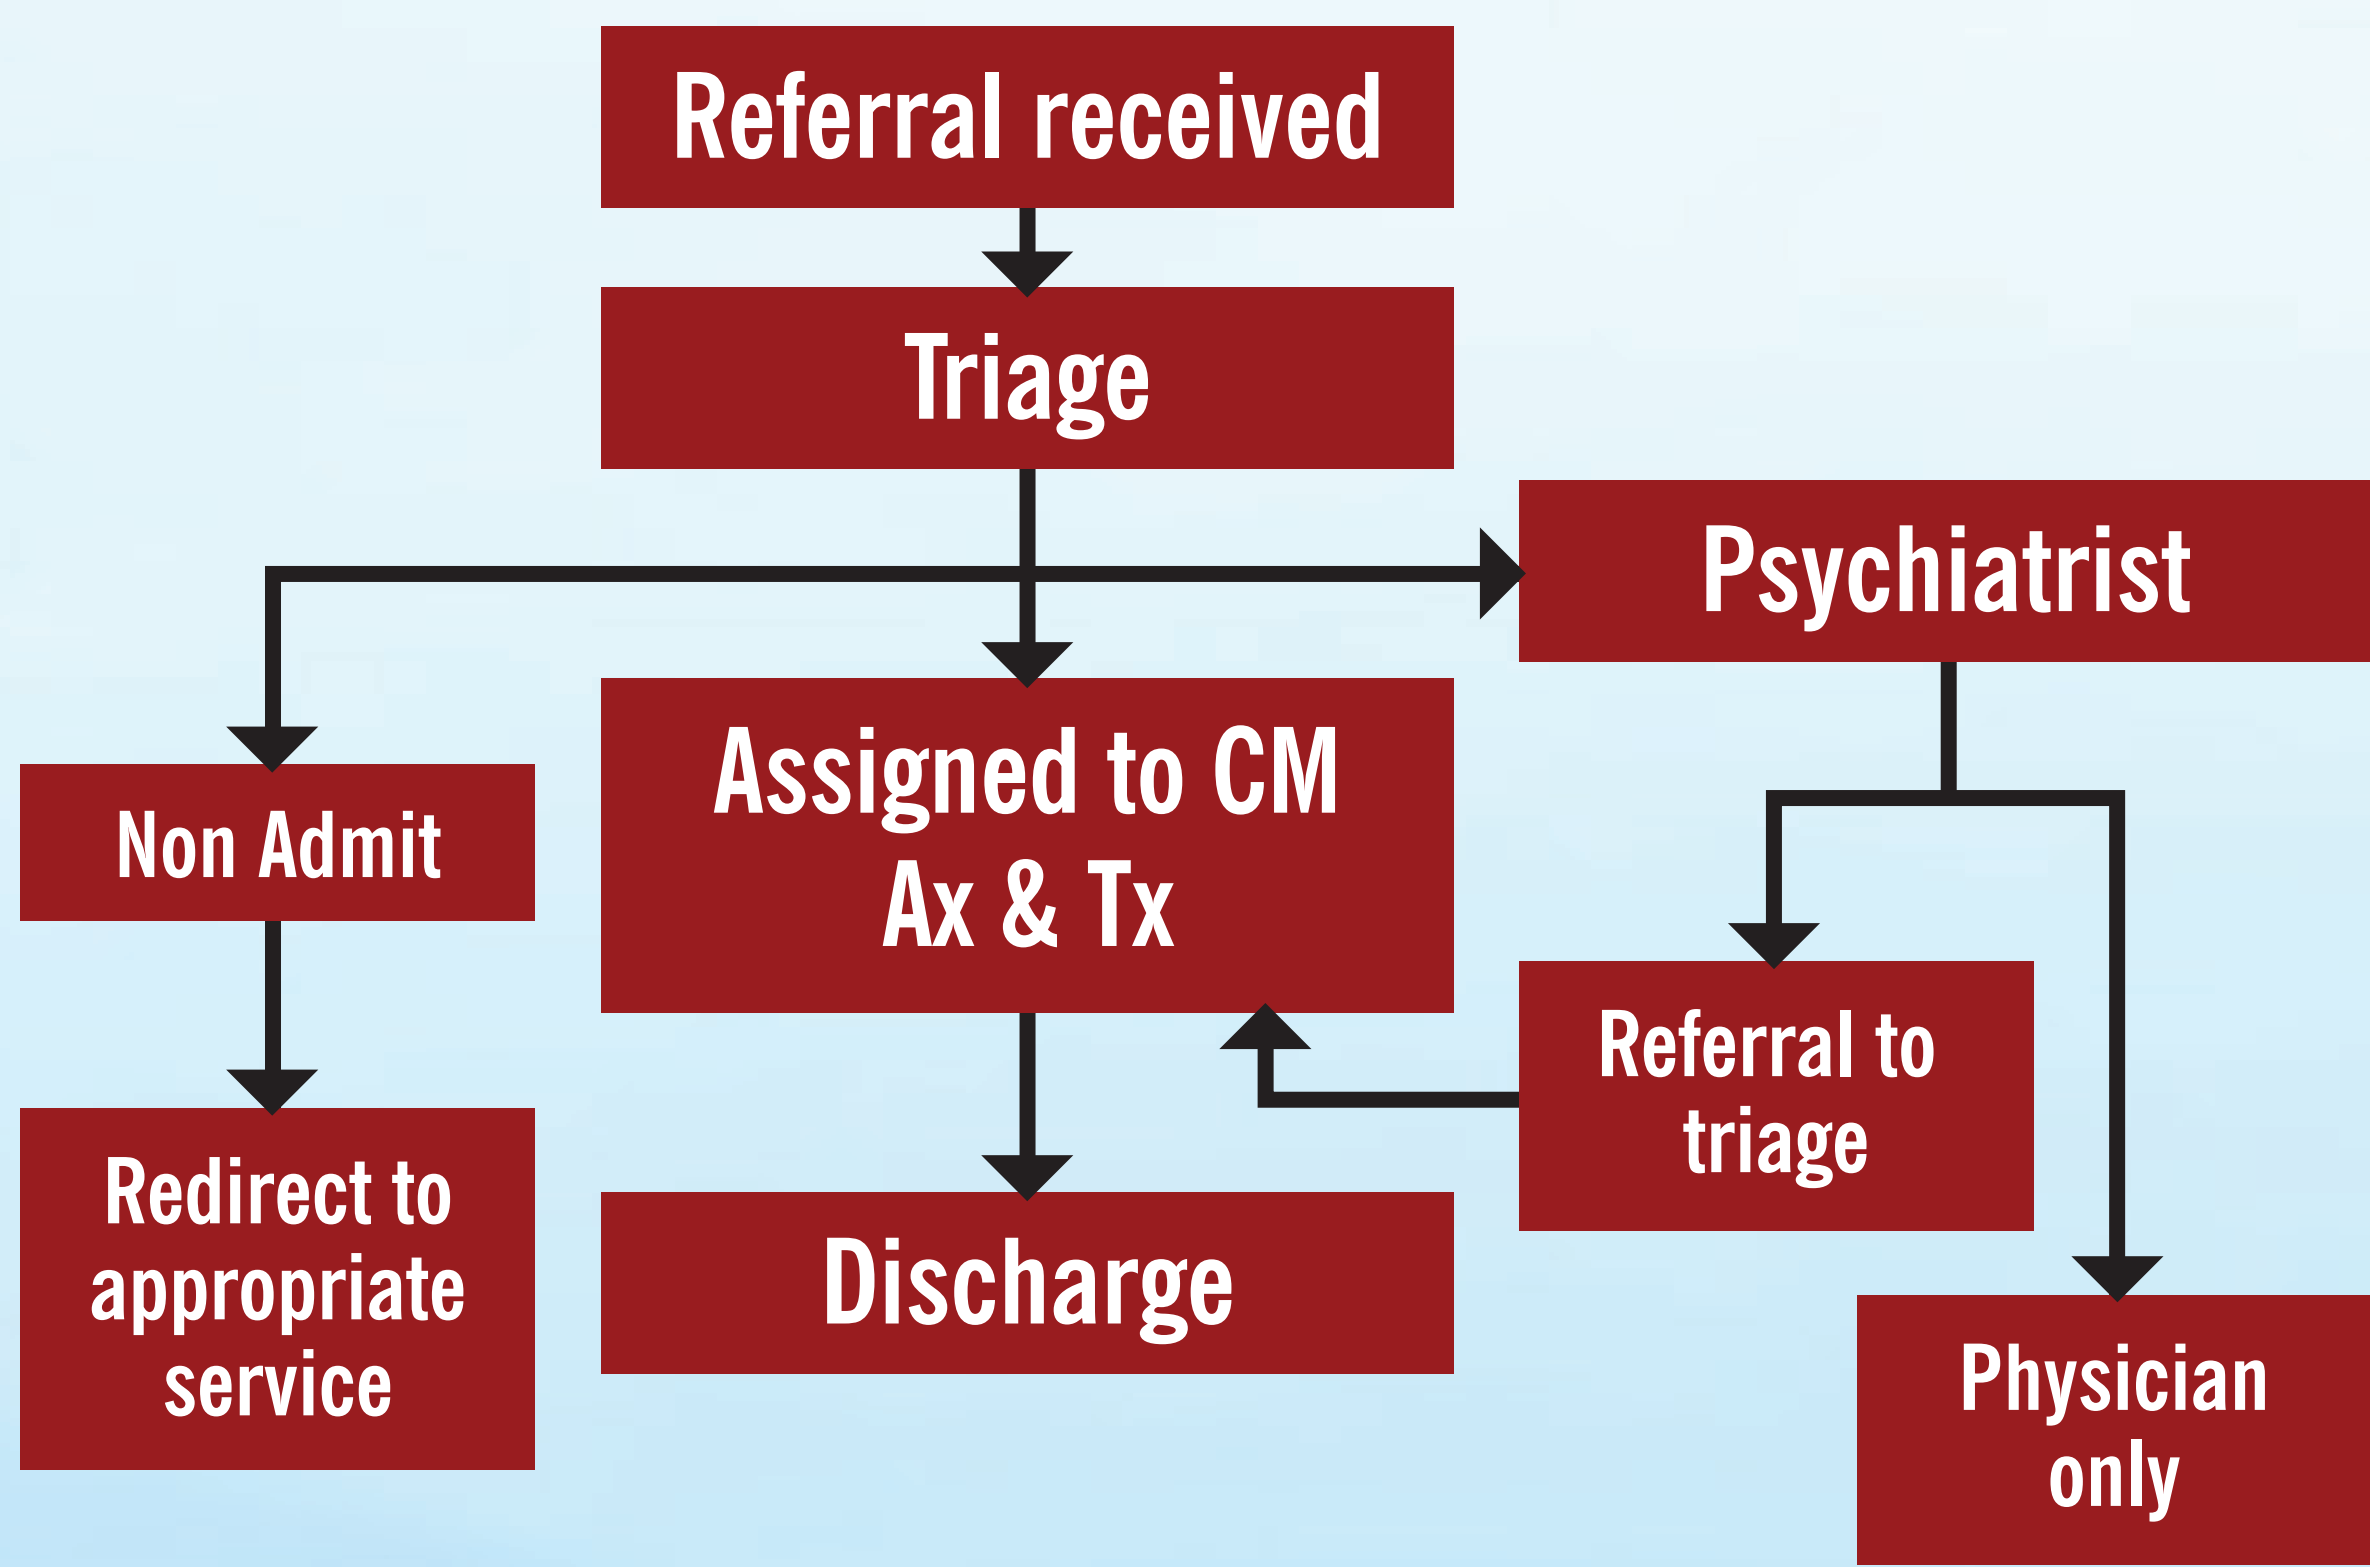 Referral received
Triage
Psychiatrist
Assigned to CM
Ax & Tx
Non Admit
Referral to
triage
Redirect to
appropriate
service
Discharge
Physician
only